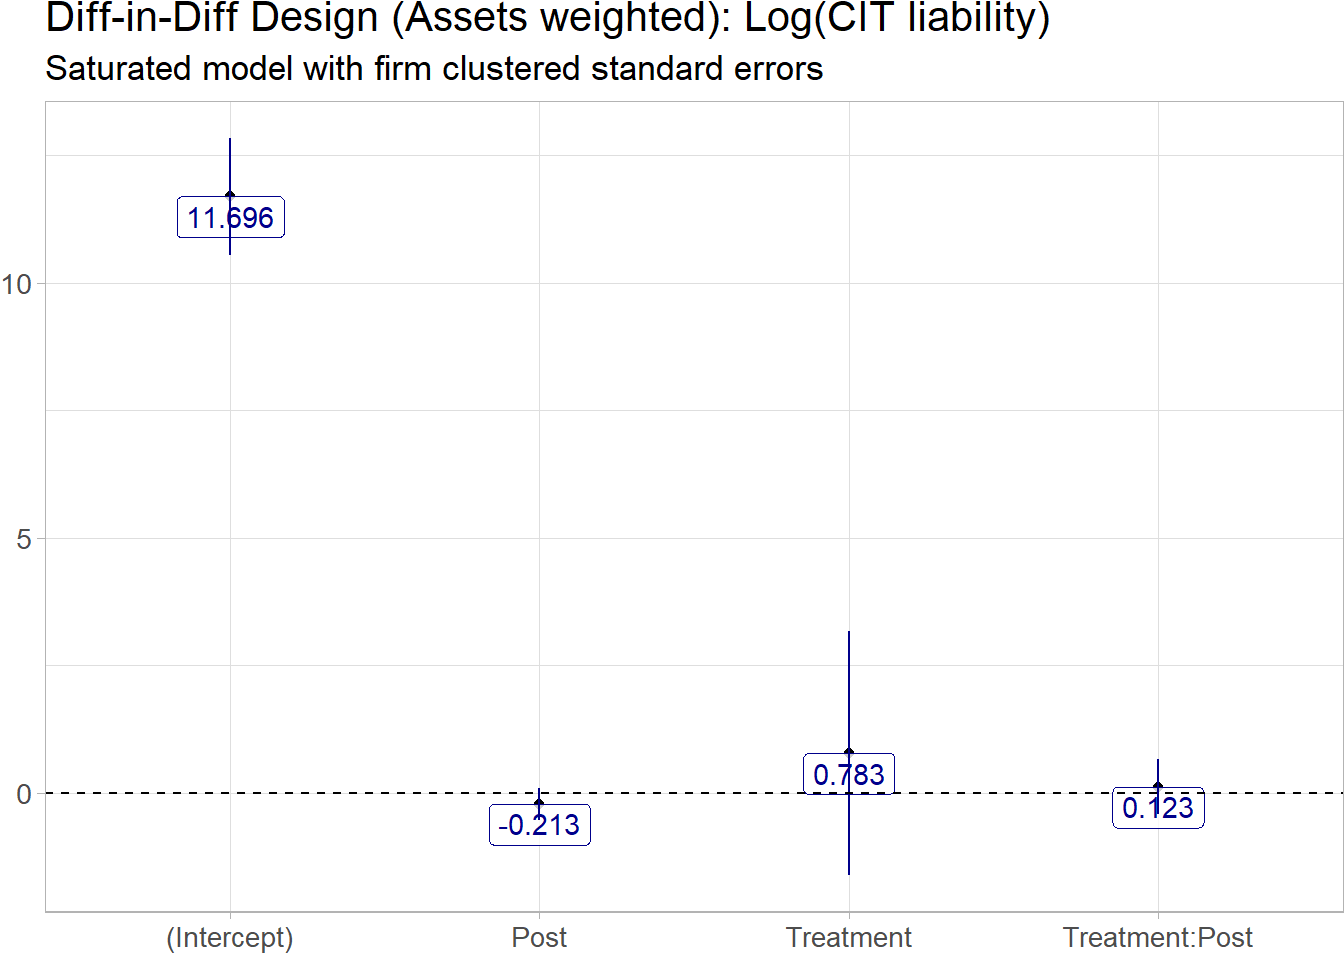 Diff-in-Diff Design (Assets weighted): Log(CIT liability)
Saturated model with firm clustered standard errors
11.696
10
5
0.783
0
0.123
-0.213
(Intercept) Post Treatment Treatment:Post